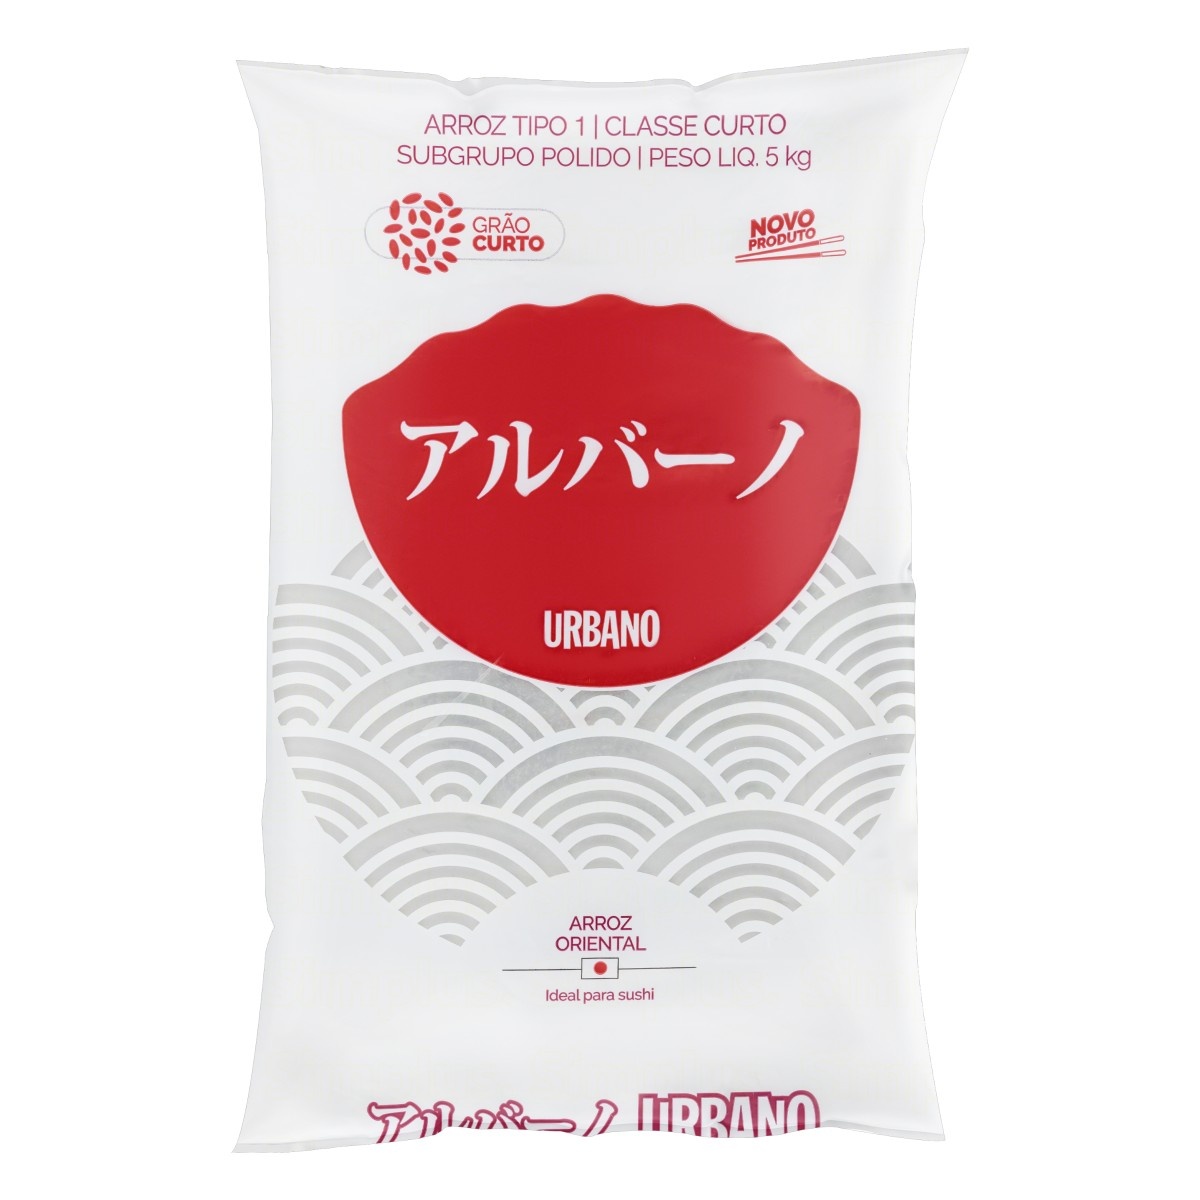 ARROZ TIPO 1 | CLASSE CURTO
SUBGRUPO POLIDO | PESO LIQ. 5 kg
GRÃO
CURTO
NOVO
PRODUTO
アルバーノ
URBANO
ARROZ
ORIENTAL
Ideal para sushi
アルバーノ URBANO